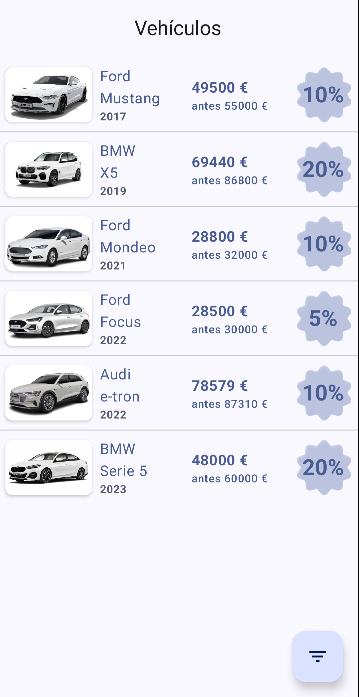 Vehículos
Ford
Mustang
2017
49500 €
antes 55000 €
10%
BMW
X5
2019
69440 €
antes 86800 €
20%
Ford
Mondeo
2021
28800 €
antes 32000 €
10%
Ford
Focus
2022
28500 €
antes 30000 €
5%
Audi
e-tron
2022
78579 €
antes 87310 €
10%
BMW
Serie 5
2023
48000 €
antes 60000 €
20%